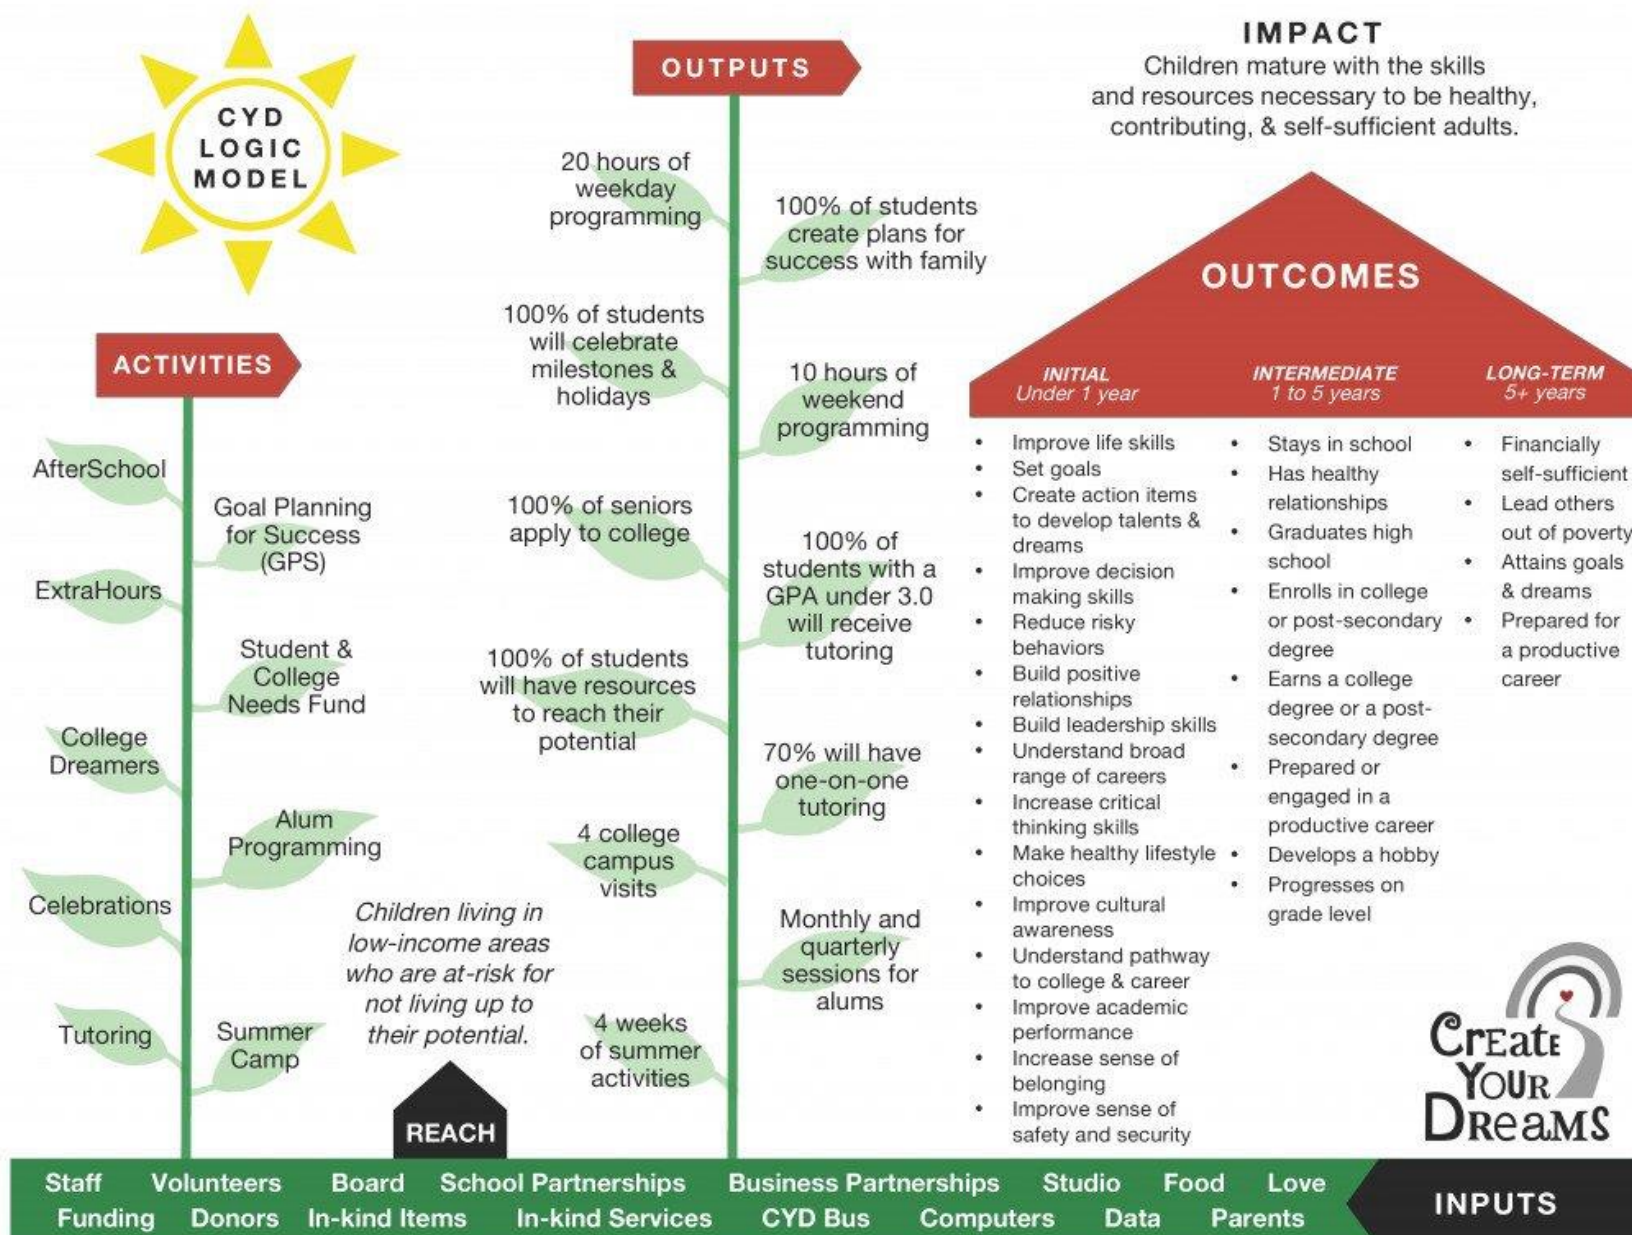 CYD
LOGIC
MODEL
ACTIVITIES
AfterSchool
Goal Planning
for Success
(GPS)
ExtraHours
Student &
College
Needs Fund
College
Dreamers
Alum
Programming
Celebrations
Tutoring
Summer
Camp
Children living in
low-income areas
who are at-risk for
not living up to
their potential.
REACH
OUTPUTS
20 hours of
weekday
programming
100% of students
create plans for
success with family
100% of students
will celebrate
milestones &
holidays
10 hours of
weekend
programming
100% of seniors
apply to college
100% of
students with a
GPA under 3.0
will receive
tutoring
100% of students
will have resources
to reach their
potential
70% will have
one-on-one
tutoring
4 college
campus
visits
Monthly and
quarterly
sessions for
alums
4 weeks
of summer
activities
IMPACT
Children mature with the skills
and resources necessary to be healthy,
contributing, & self-sufficient adults.
OUTCOMES
INITIAL
Under 1 year
• Improve life skills
• Set goals
• Create action items
to develop talents &
dreams
• Improve decision
making skills
• Reduce risky
behaviors
• Build positive
relationships
• Build leadership skills
• Understand broad
range of careers
• Increase critical
thinking skills
• Make healthy lifestyle
choices
• Improve cultural
awareness
• Understand pathway
to college & career
• Improve academic
performance
• Increase sense of
belonging
• Improve sense of
safety and security
INTERMEDIATE
1 to 5 years
• Stays in school
• Has healthy
relationships
• Graduates high
school
• Enrolls in college
or post-secondary
degree
• Earns a college
degree or a post-
secondary degree
• Prepared or
engaged in a
productive career
• Develops a hobby
• Progresses on
grade level
LONG-TERM
5+ years
• Financially
self-sufficient
• Lead others
out of poverty
• Attains goals
& dreams
• Prepared for
a productive
career
CrEatE
YOUR
DReaMS
Staff Volunteers Board School Partnerships Business Partnerships Studio Food Love
Funding Donors In-kind Items In-kind Services CYD Bus Computers Data Parents
INPUTS